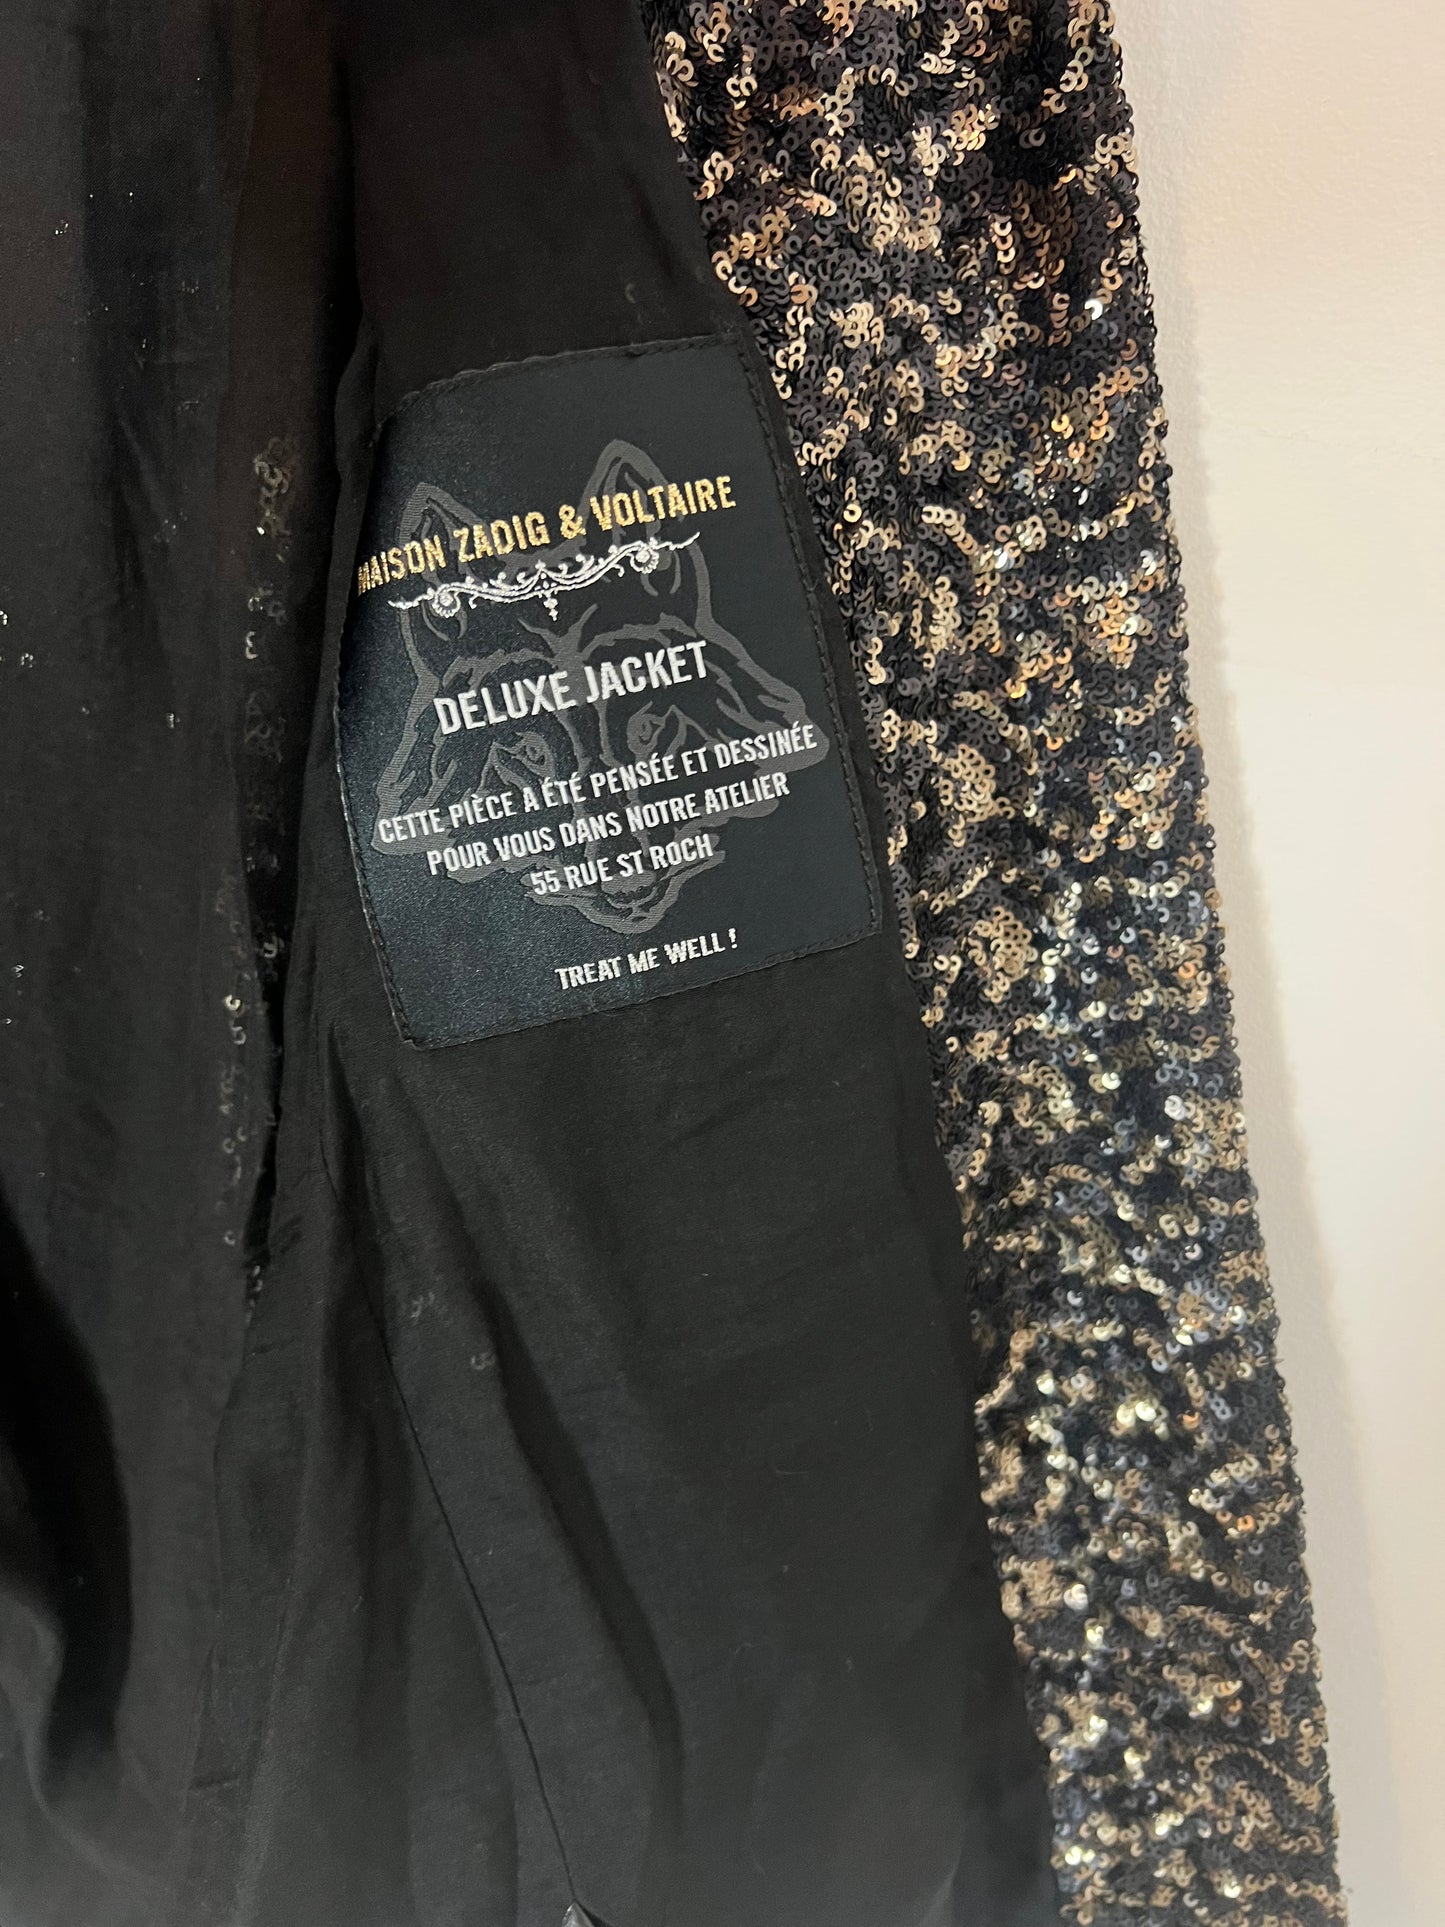 MAISON ZADIG & VOLTAIRE
DELUXE JACKET
CETTE PIÈCE A ÉTÉ PENSÉE ET DESSINÉE
POUR VOUS DANS NOTRE ATELIER
55 RUE ST ROCH
TREAT ME WELL !